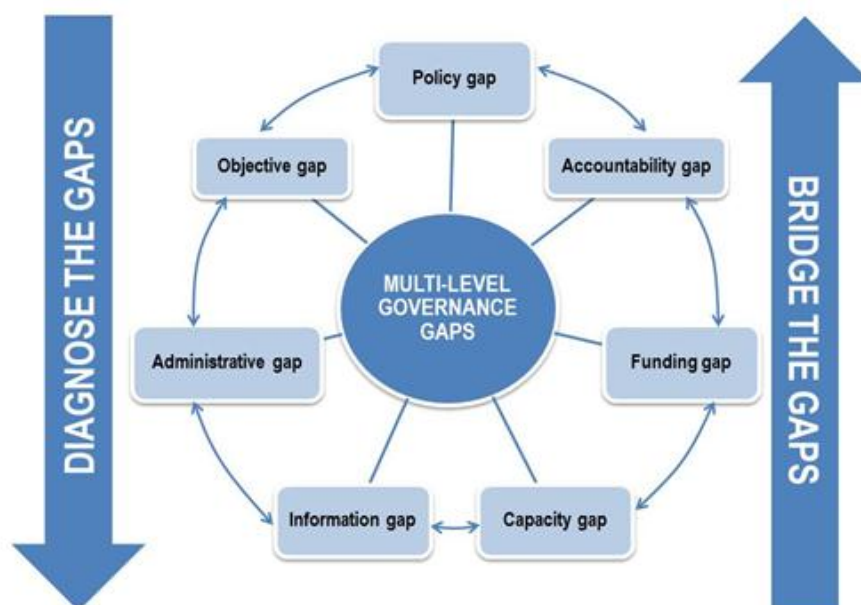 DIAGNOSE THE GAPS
Policy gap
Objective gap
Accountability gap
MULTI-LEVEL
GOVERNANCE
GAPS
Administrative gap
Funding gap
Information gap
Capacity gap
BRIDGE THE GAPS